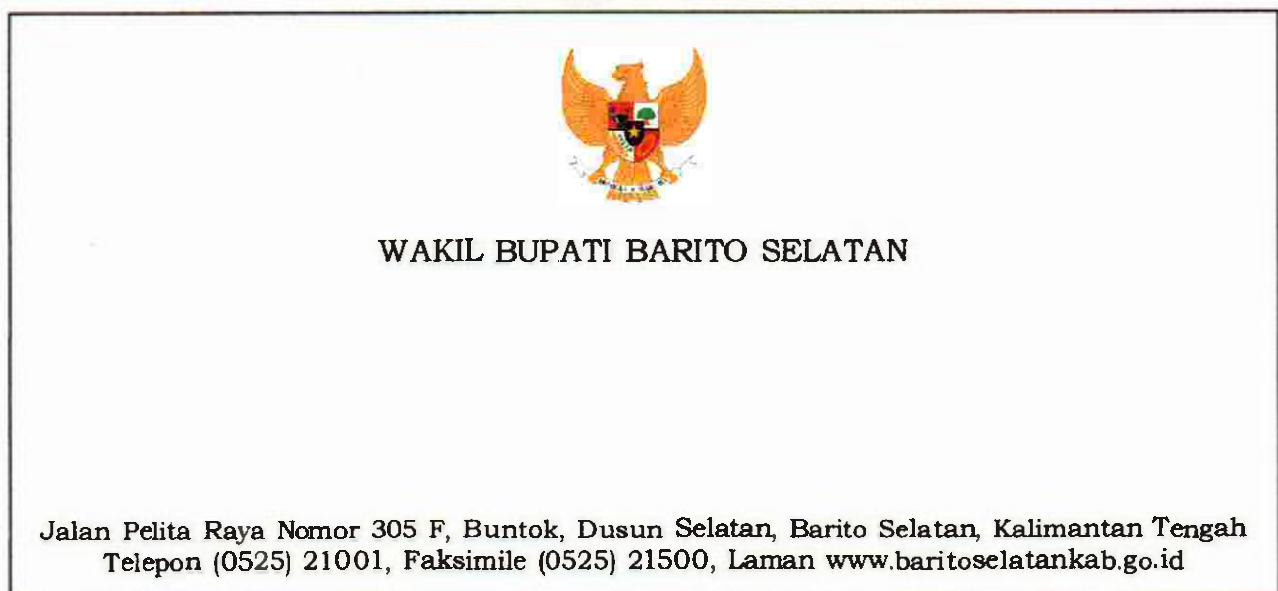 WAKIL BUPATI BARITO SELATAN
Jalan Pelita Raya Nomor 305 F, Buntok, Dusun Selatan, Barito Selatan, Kalimantan Tengah
Telepon (0525) 21001, Faksimile (0525) 21500, Laman www.baritoselatankab.go.id